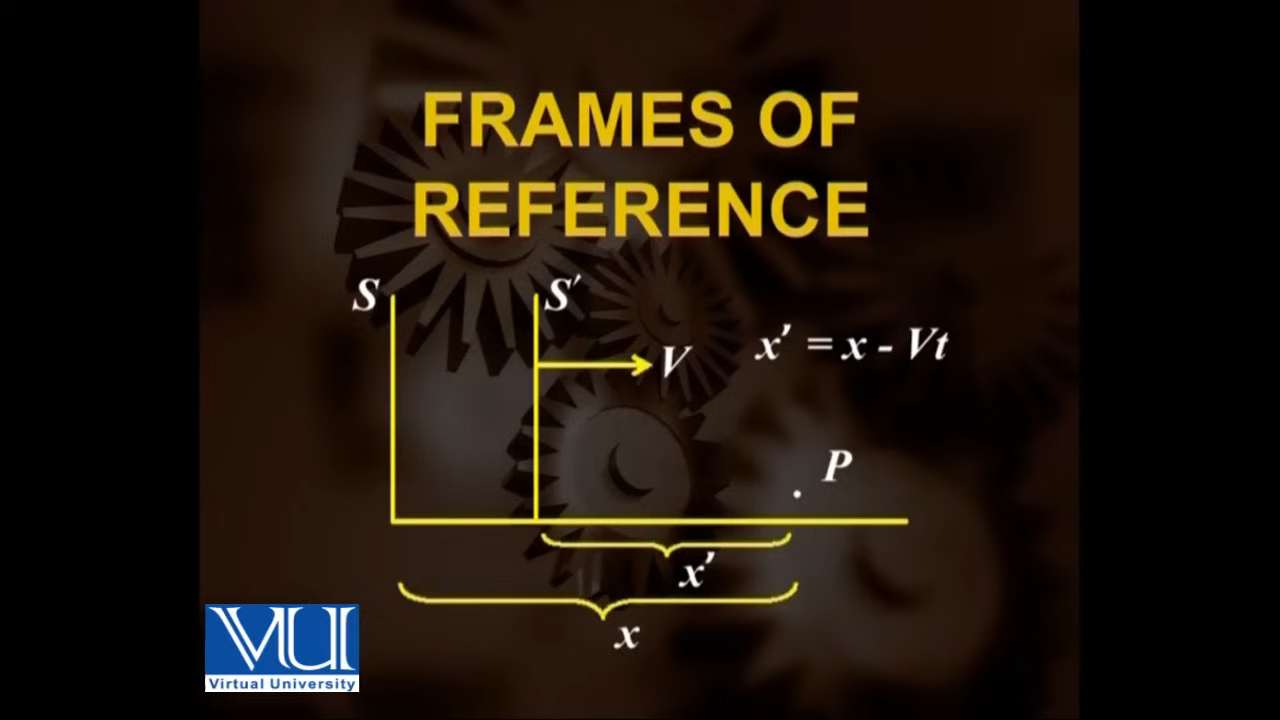 FRAMES OF
REFERENCE
S
S′
V
x′ = x - Vt
P
x′
x
VU
Virtual University